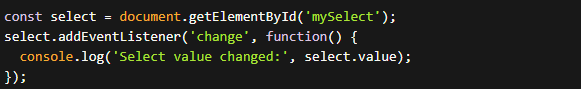 const select = document.getElementById('mySelect');
select.addEventListener('change', function() {
  console.log('Select value changed:', select.value);
});